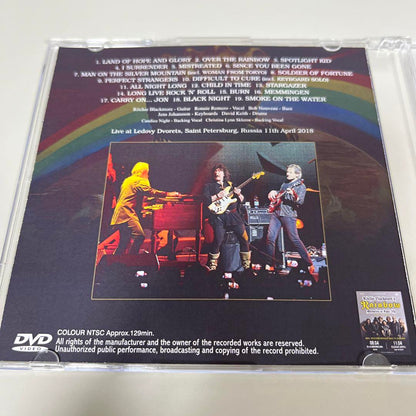 1. LAND OF HOPE AND GLORY 2. OVER THE RAINBOW 3. SPOTLIGHT KID
4. I SURRENDER 5. MISTREATED 6. SINCE YOU BEEN GONE
7. MAN ON THE SILVER MOUNTAIN (incl. WOMAN FROM TOKYO) 8. SOLDIER OF FORTUNE
9. PERFECT STRANGERS 10. DIFFICULT TO CURE (incl. KEYBOARD SOLO)
11. ALL NIGHT LONG 12. CHILD IN TIME 13. STARGAZER
14. LONG LIVE ROCK 'N' ROLL 15. BURN 16. MEMMINGEN
17. CARRY ON... JON 18. BLACK NIGHT 19. SMOKE ON THE WATER
Ritchie Blackmore - Guitar Ronnie Romero - Vocal Bob Nouveau - Bass
Jens Johansson - Keyboards David Keith - Drums
Candice Night - Backing Vocal Christina Lynn Skleros - Backing Vocal
Live at Ledovy Dvorets, Saint Petersburg, Russia 11th April 2018
DVD
VIDEO
COLOUR NTSC Approx.129min.
All rights of the manufacturer and the owner of the recorded works are reserved.
Unauthorized public performance, broadcasting and copying of the record prohibited.
Rainbow